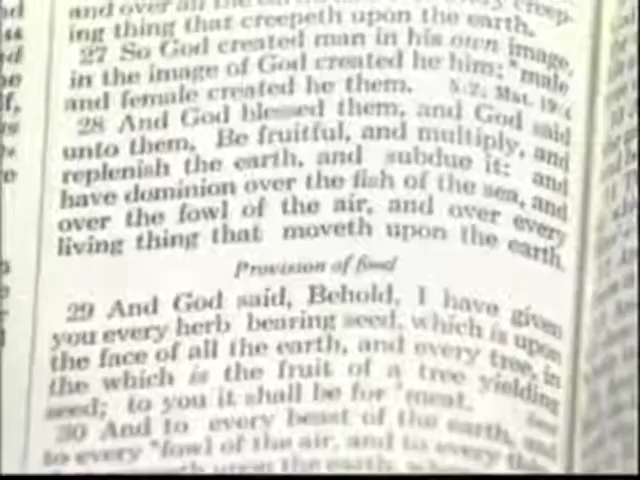 and over all the
ing thing that creepeth upon the earth.
27 So God created man in his own image,
in the image of God created he him; male
and female created he them.
28 And God blessed them, and God said
unto them, Be fruitful, and multiply, and
replenish the earth, and subdue it: and
have dominion over the fish of the sea, and
over the fowl of the air, and over every
living thing that moveth upon the earth.
Provision of food
29 And God said, Behold, I have given
you every herb bearing seed, which is upon
the face of all the earth, and every tree, in
the which is the fruit of a tree yielding
seed; to you it shall be for meat.
30 And to every beast of the earth, and
to every fowl of the air, and to every
upon the earth,